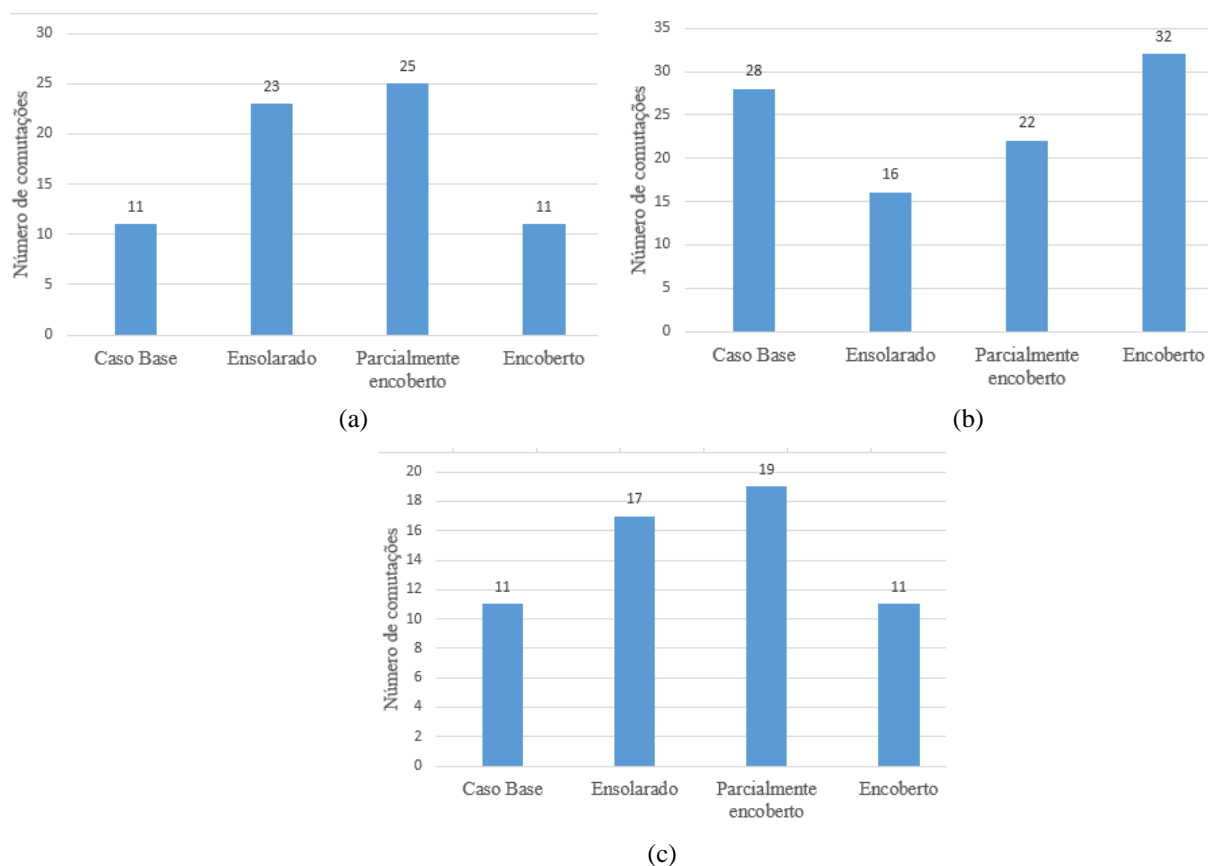 30
25
20
15
10
5
0
Número de comutações
11
23
25
11
Caso Base
Ensolarado
Parcialmente
encoberto
Encoberto
(a)
35
30
25
20
15
10
5
0
Número de comutações
28
16
22
32
Caso Base
Ensolarado
Parcialmente
encoberto
Encoberto
(b)
20
18
16
14
12
10
8
6
4
2
0
Número de comutações
11
17
19
11
Caso Base
Ensolarado
Parcialmente
encoberto
Encoberto
(c)